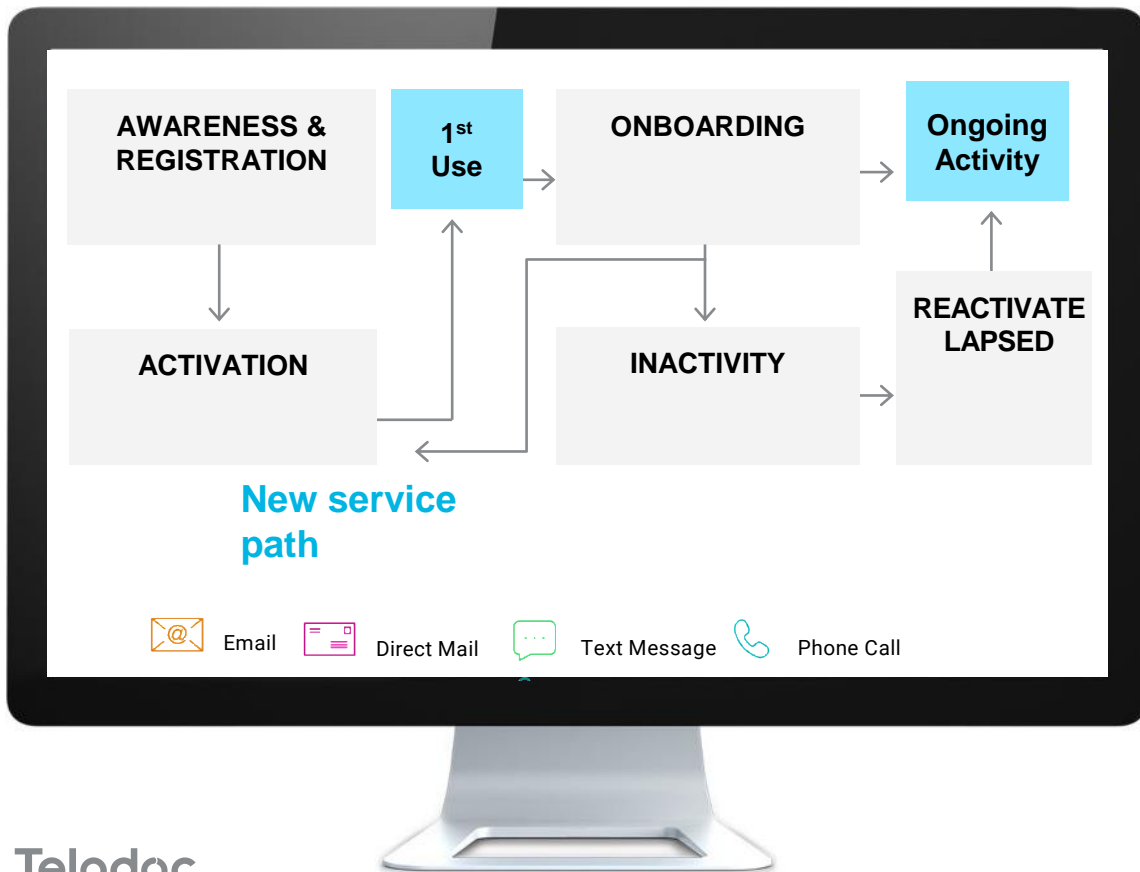 AWARENESS &
REGISTRATION
1st
Use
ONBOARDING
Ongoing
Activity
ACTIVATION
INACTIVITY
REACTIVATE
LAPSED
New service
path
@ Email
Direct Mail
Text Message
Phone Call
Teladoc